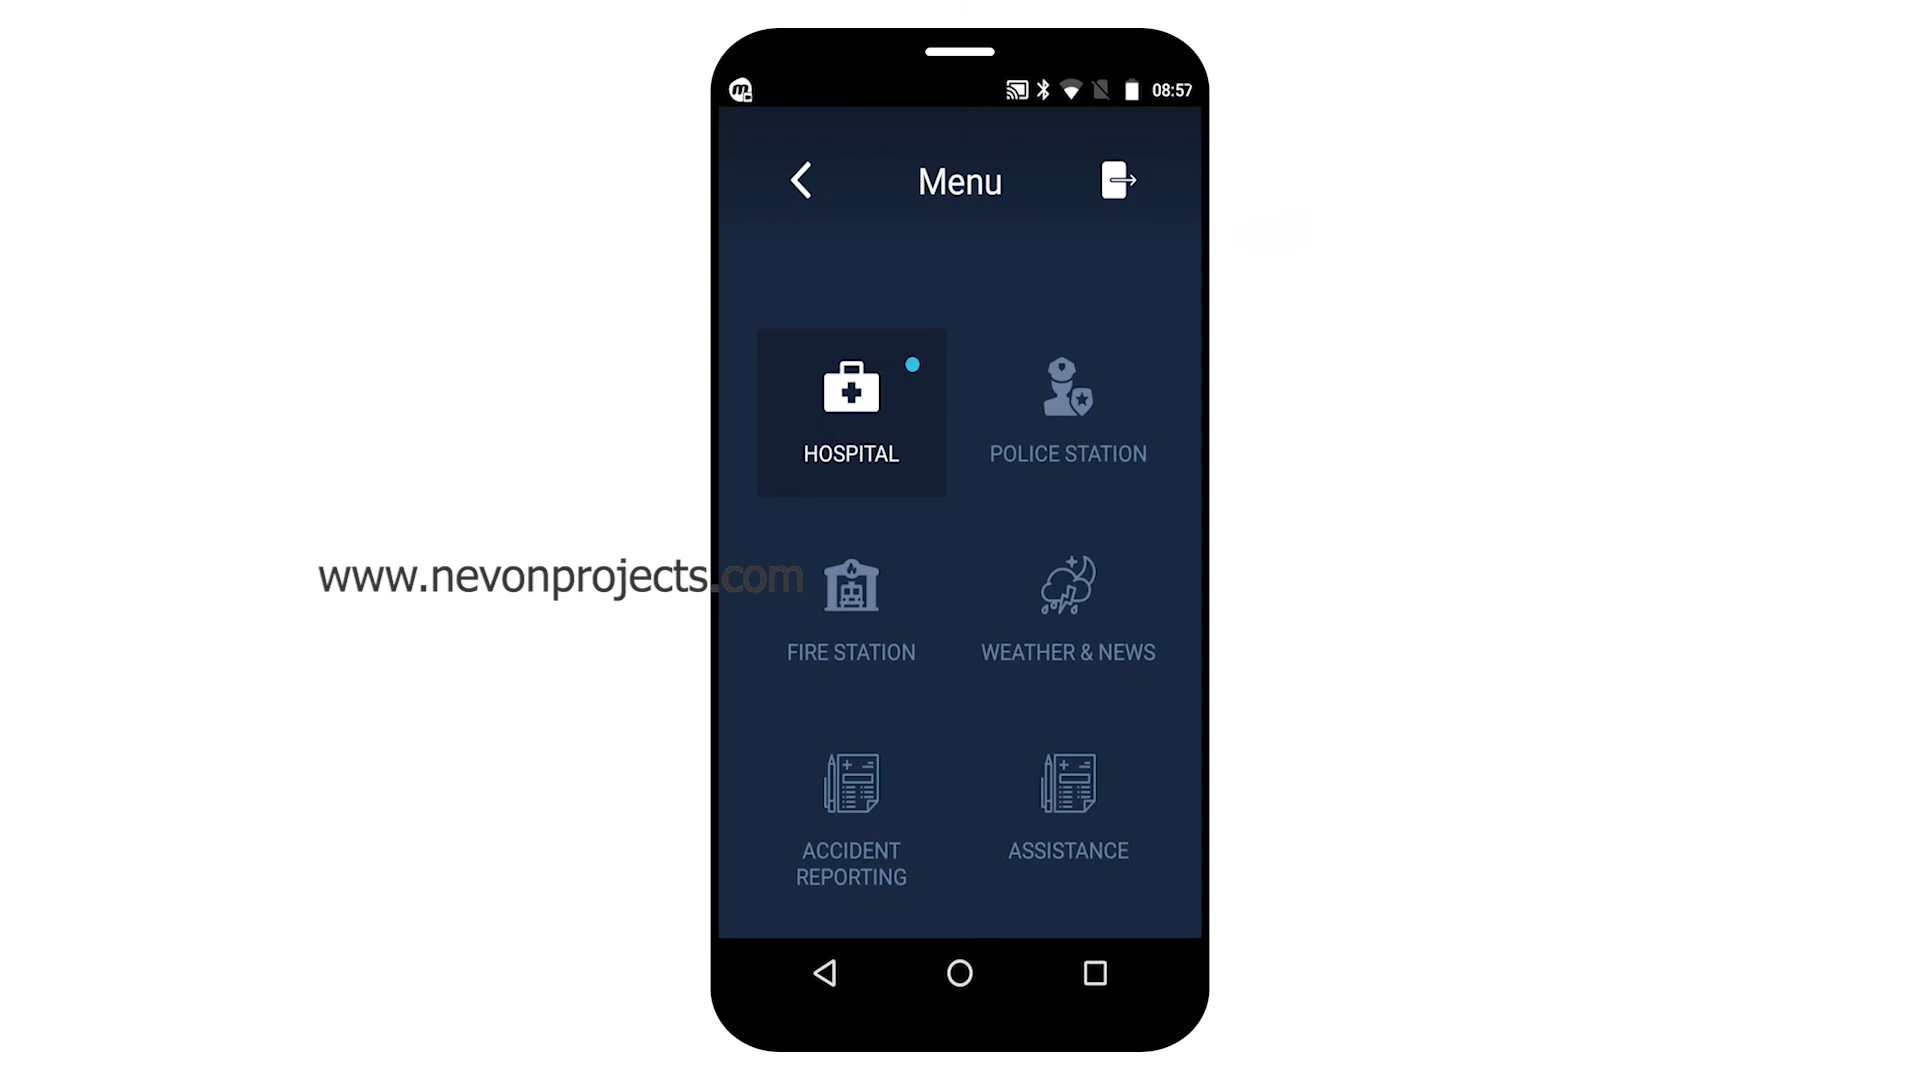 08:57
Menu
HOSPITAL
POLICE STATION
www.nevonprojects.com
FIRE STATION
WEATHER & NEWS
ACCIDENT
REPORTING
ASSISTANCE